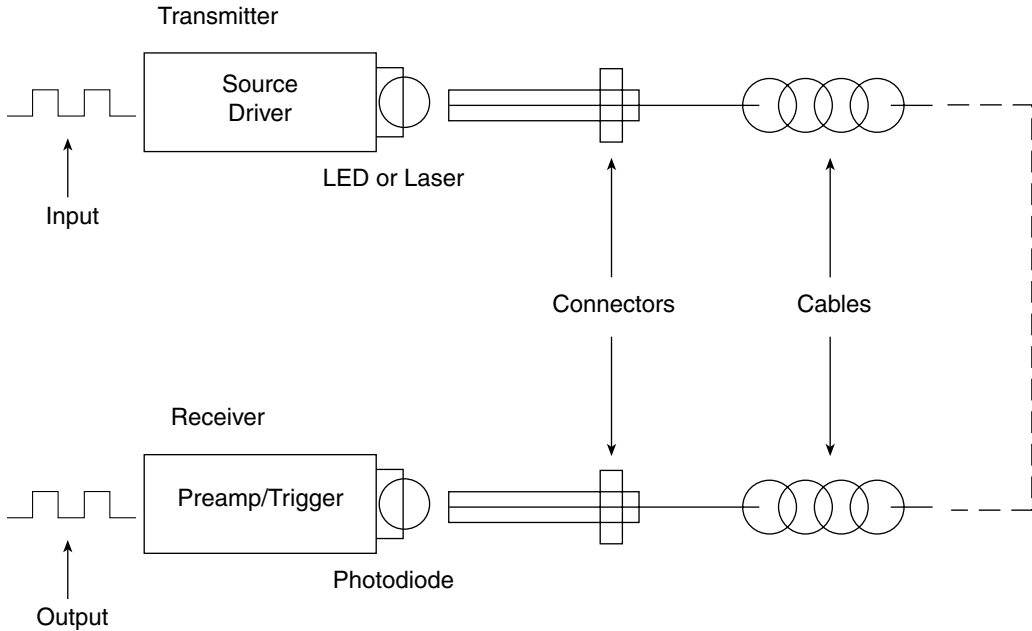 Transmitter
Source
Driver
LED or Laser
Input
Connectors
Cables
Receiver
Preamp/Trigger
Photodiode
Output